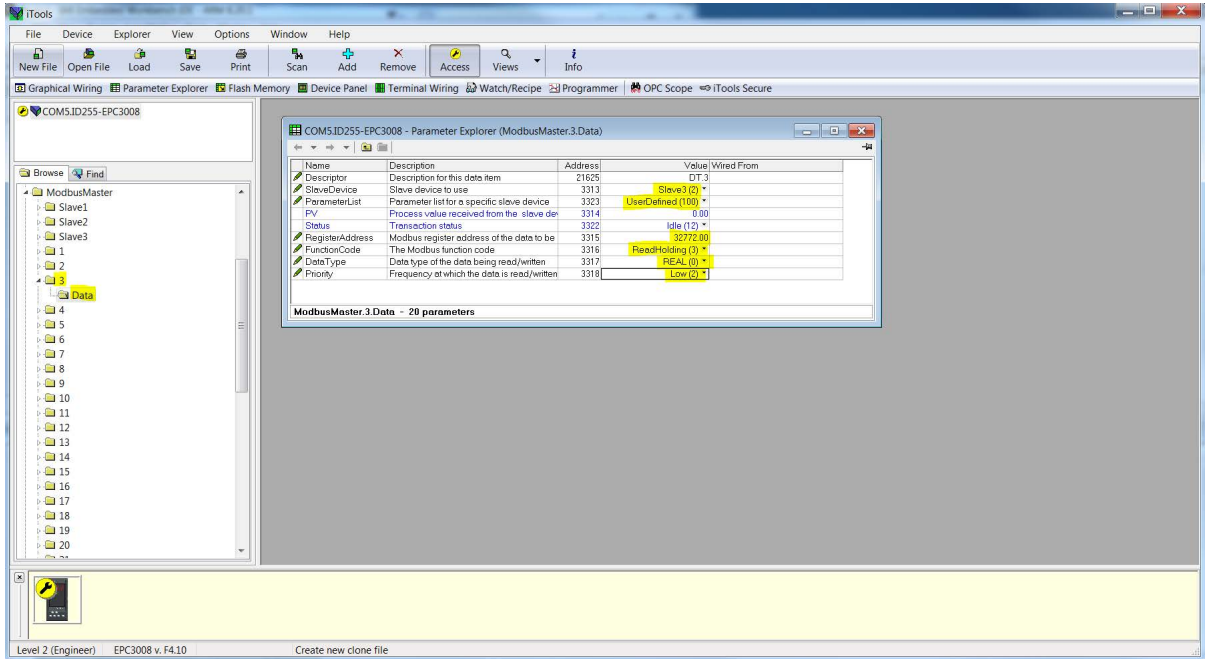 iTools
File Device Explorer View Options Window Help
New File Open File Load Save Print Scan Add Remove Access Views Info
Graphical Wiring Parameter Explorer Flash Memory Device Panel Terminal Wiring Watch/Recipe Programmer OPC Scope iTools Secure
COM5.ID255-EPC3008
Browse Find
ModbusMaster
Slave1
Slave2
Slave3
1
2
3
Data
4
5
6
7
8
9
10
11
12
13
14
15
16
17
18
19
20
COM5.ID255-EPC3008 - Parameter Explorer (ModbusMaster.3.Data)
Name Description Address Value Wired From
Descriptor Description for this data item 21625 DT.3
SlaveDevice Slave device to use 3313 Slave3 (2)
ParameterList Parameter list for a specific slave device 3323 UserDefined (100)
PV Process value received from the slave dev 3314 0.00
Status Transaction status 3322 Idle (12)
RegisterAddress Modbus register address of the data to be 3315 32772.00
FunctionCode The Modbus function code 3316 ReadHolding (3)
DataType Data type of the data being read/written 3317 REAL (0)
Priority Frequency at which the data is read/written 3318 Low (2)
ModbusMaster.3.Data - 20 parameters
Level 2 (Engineer) EPC3008 v. F4.10 Create new clone file